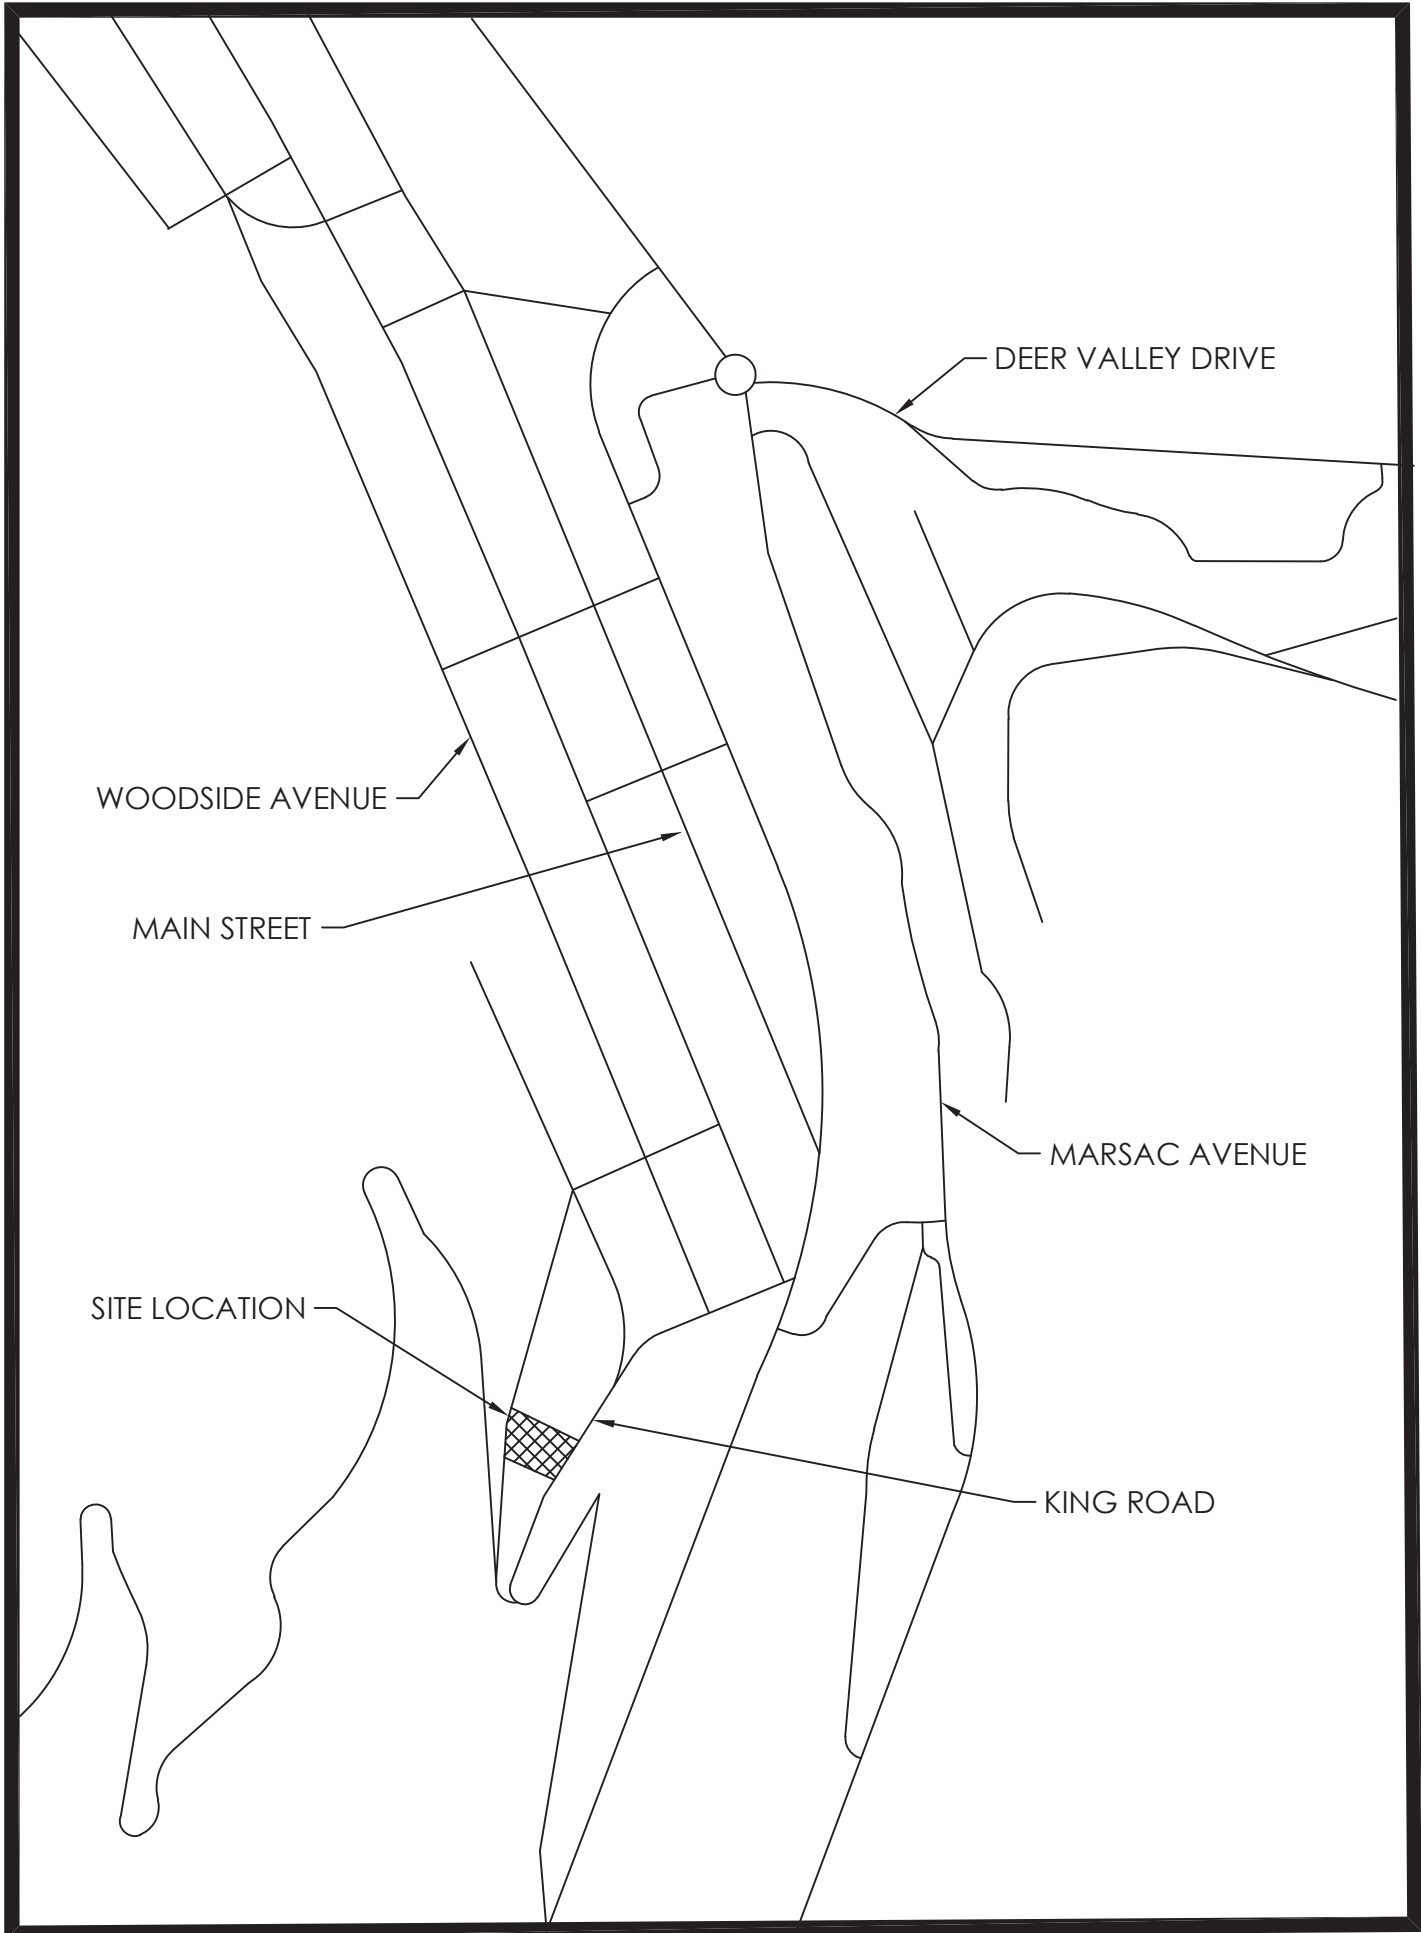 DEER VALLEY DRIVE
WOODSIDE AVENUE
MAIN STREET
MARSAC AVENUE
SITE LOCATION
KING ROAD